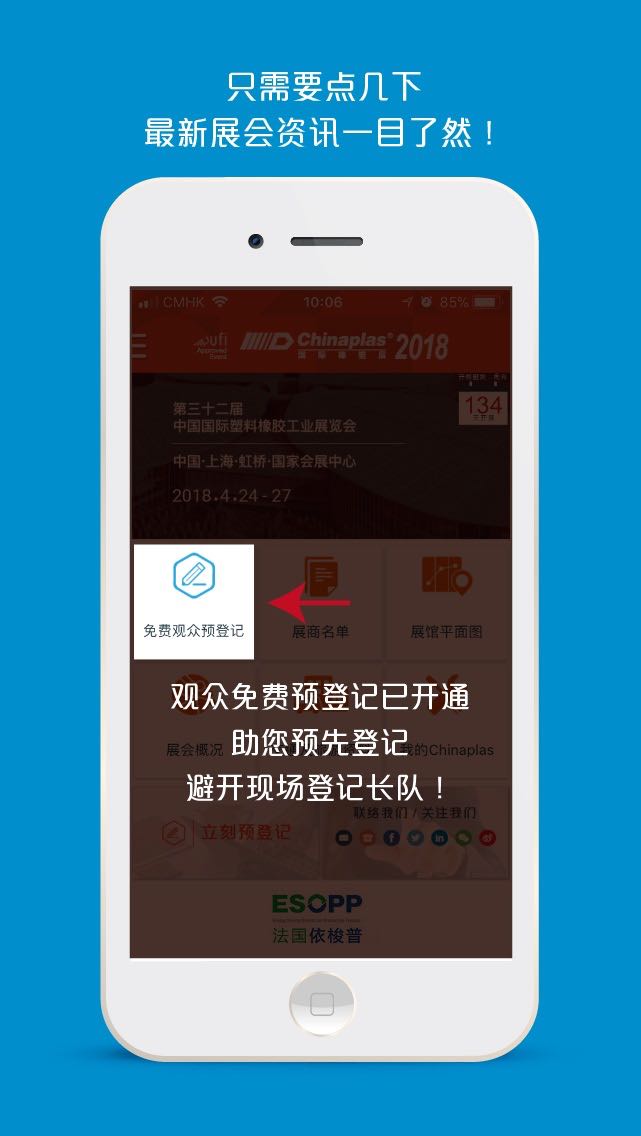 只需要点几下
最新展会资讯一目了然！
CMHK 10:06 85%
ufi
Approved
Event
Chinaplas® 2018
国际橡塑展
第三十二届
中国国际塑料橡胶工业展览会
134
中国·上海·虹桥·国家会展中心
2018.4.24-27
免费观众预登记
展商名单
展馆平面图
观众免费预登记已开通
助您预先登记
避开现场登记长队！
展会概况
我的Chinaplas
立刻预登记
联络我们 / 关注我们
ESOPP
法国依梭普